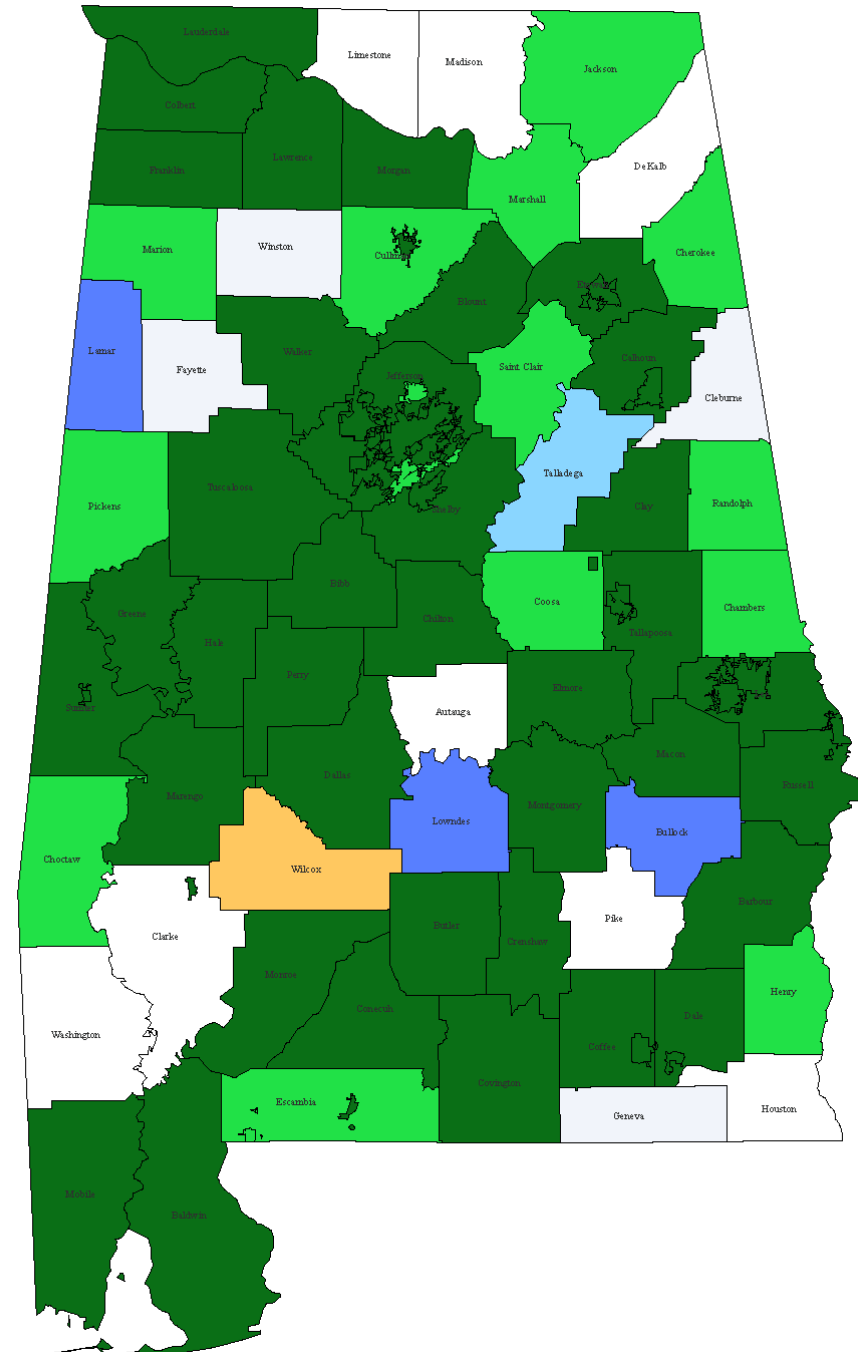 Lauderdale
Limestone
Madison
Jackson
Colbert
Lawrence
Franklin
Morgan
DeKalb
Marshall
Marion
Winston
Cherokee
Blount
Lamar
Fayette
Walker
Saint Clair
Calhoun
Jefferson
Cleburne
Talladega
Tuscaloosa
Pickens
Shelby
Clay
Randolph
Bibb
Coosa
Chambers
Greene
Hale
Chilton
Tallapoosa
Perry
Elmore
Sumter
Autauga
Macon
Dallas
Russell
Marengo
Montgomery
Lowndes
Bullock
Choctaw
Wilcox
Barbour
Pike
Clarke
Butler
Crenshaw
Monroe
Henry
Conecuh
Dale
Washington
Coffee
Covington
Escambia
Geneva
Houston
Mobile
Baldwin